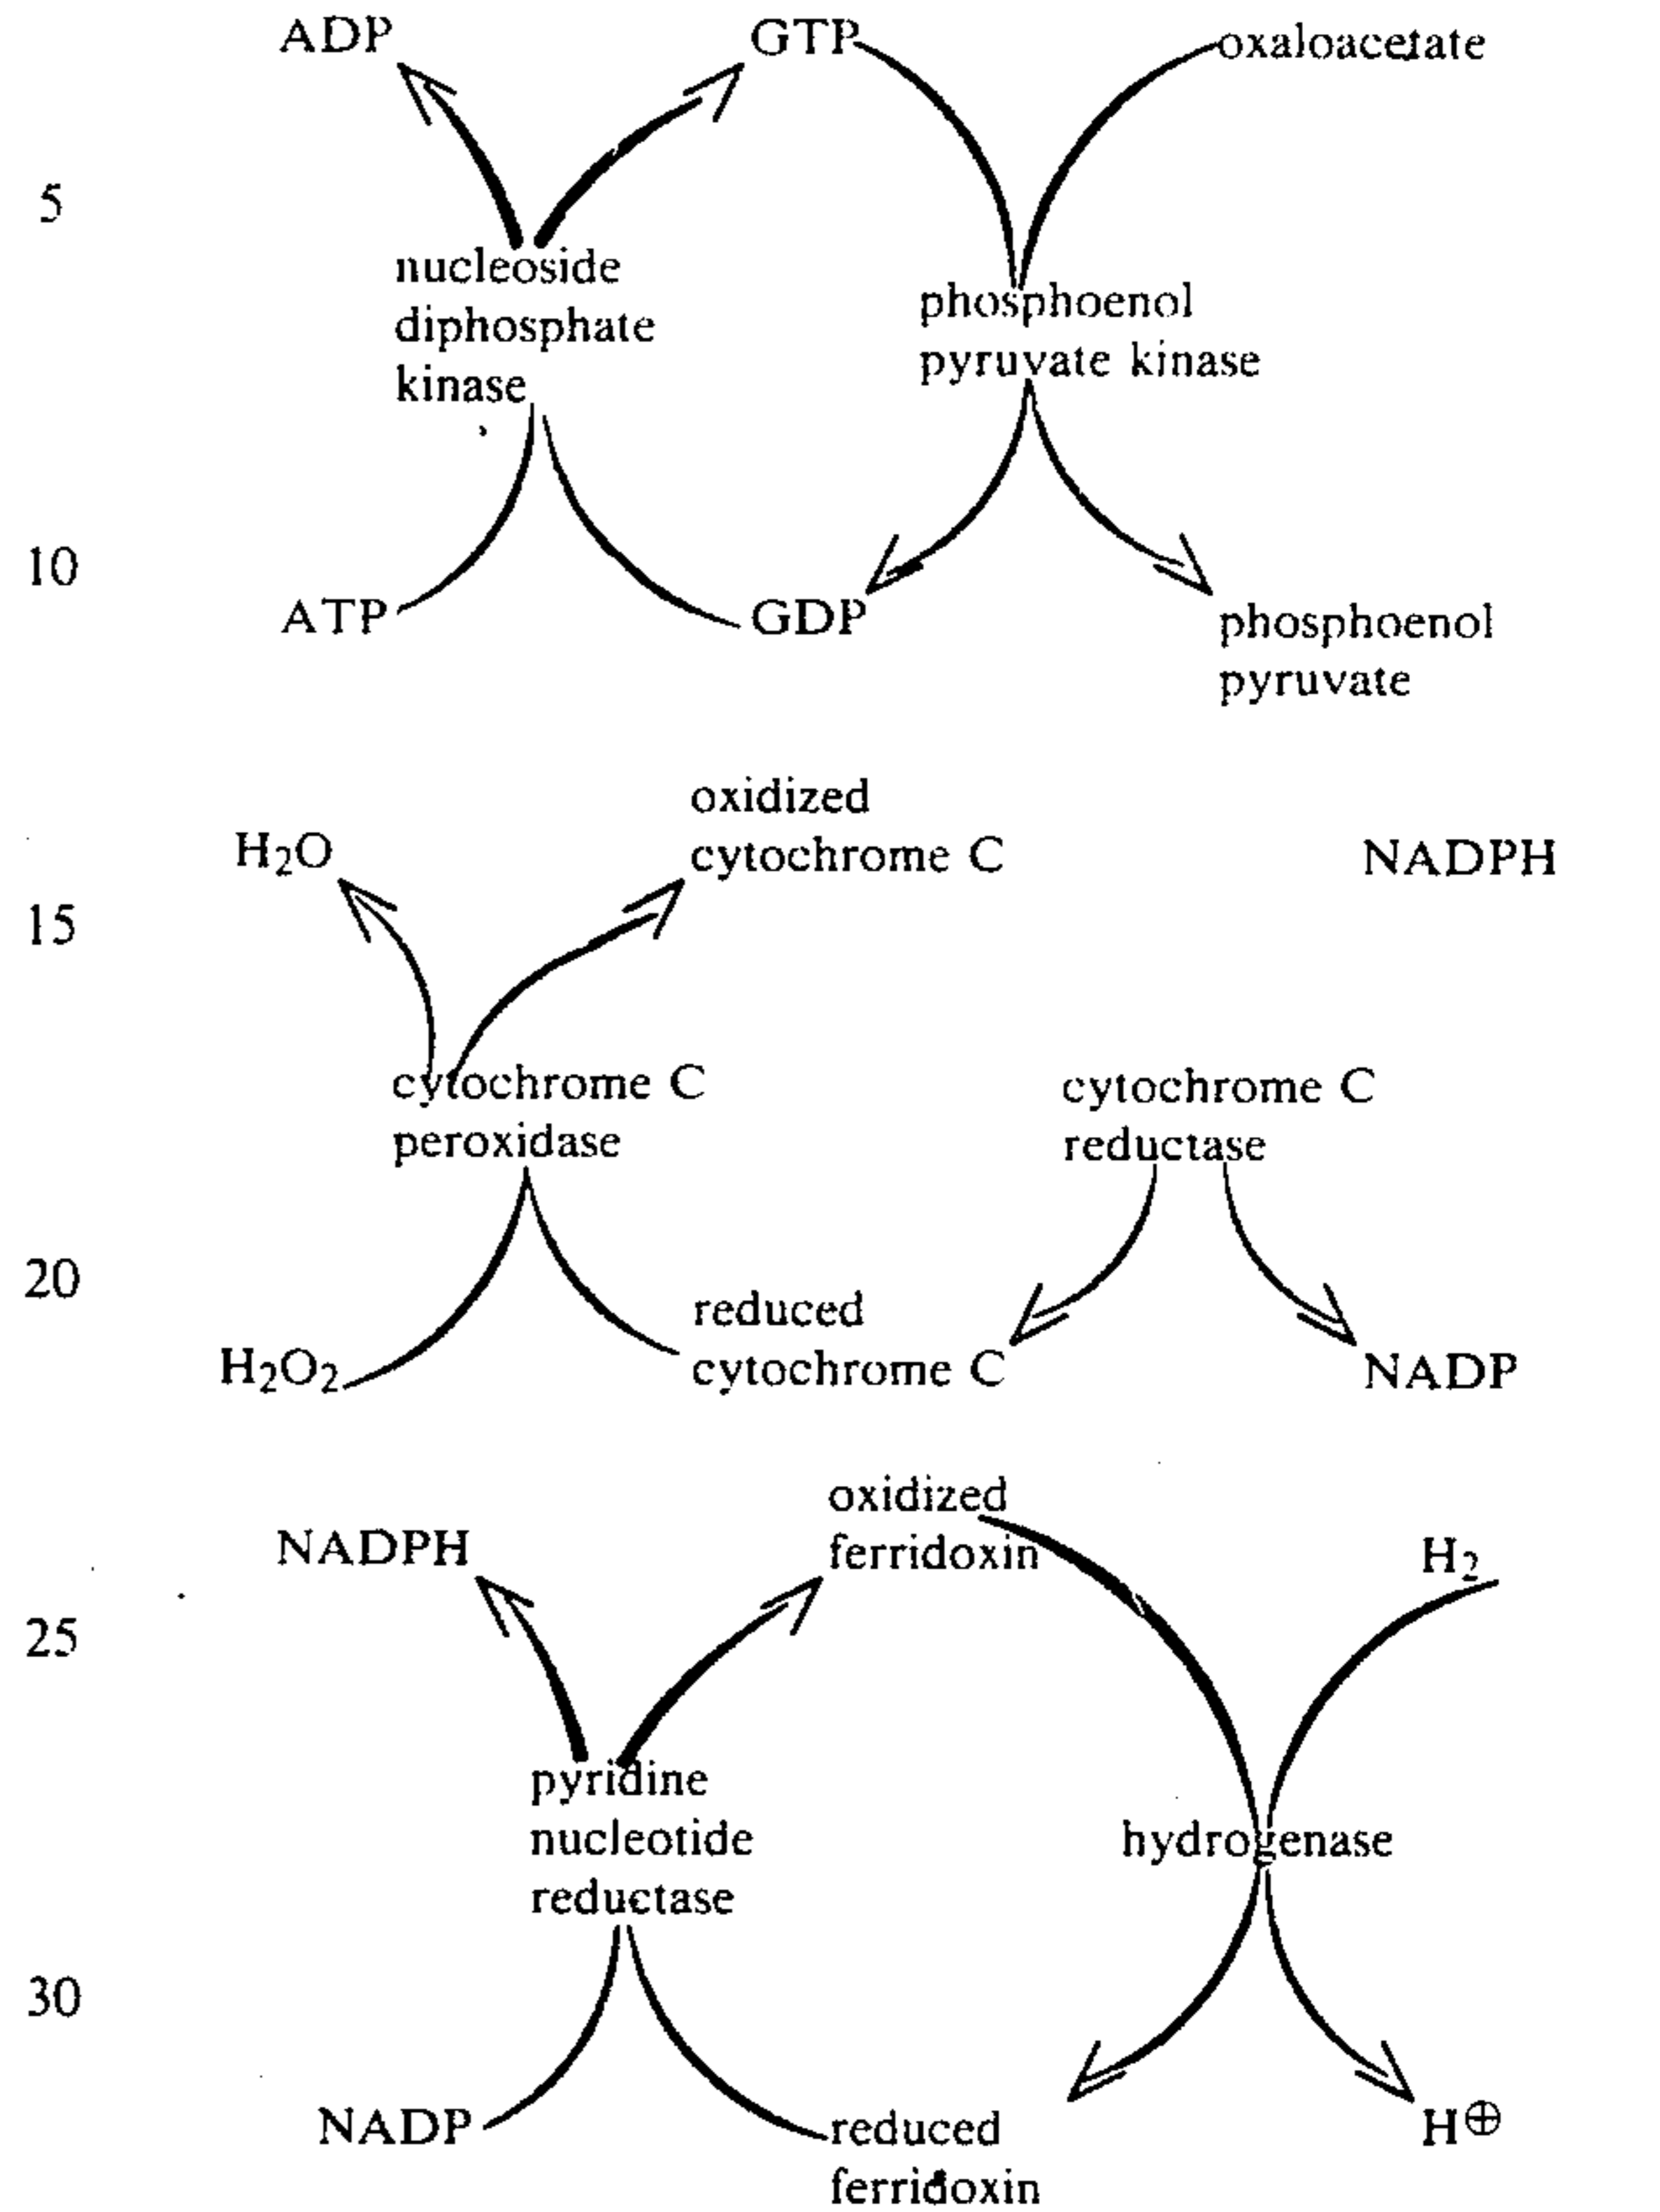 ADP GTP oxaloacetate
5
nucleoside
diphosphate
kinase
phosphoenol
pyruvate kinase
10
ATP GDP phosphoenol
pyruvate
oxidized
H2O cytochrome C NADPH
15
cytochrome C
peroxidase
cytochrome C
reductase
20
reduced
H2O2 cytochrome C NADP
oxidized
NADPH ferridoxin H2
25
pyridine
nucleotide
reductase
hydrogenase
30
NADP reduced
ferridoxin
H⊕